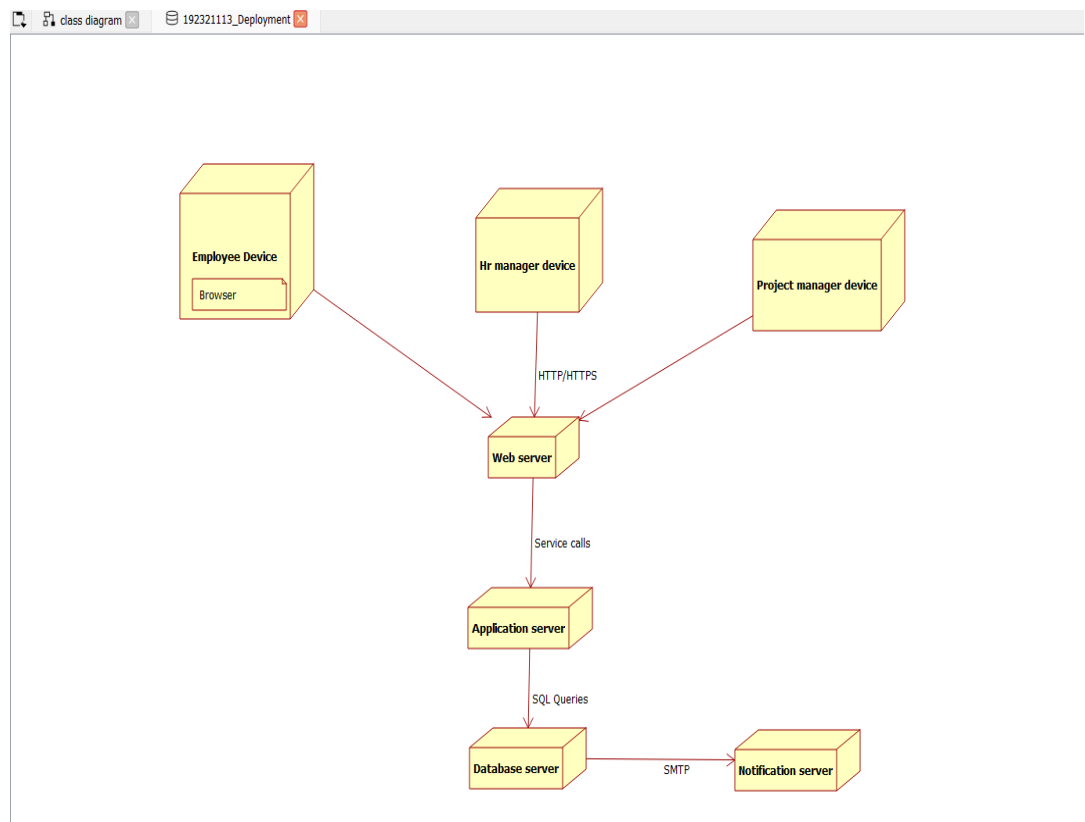 class diagram
192321113_Deployment
Employee Device
Browser
Hr manager device
Project manager device
HTTP/HTTPS
Web server
Service calls
Application server
SQL Queries
Database server
SMTP
Notification server